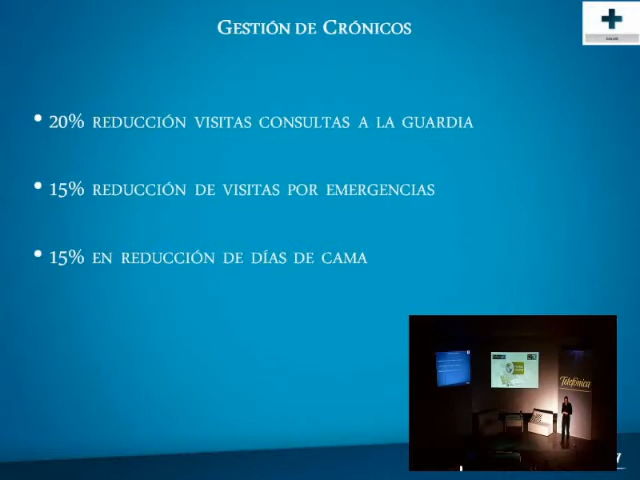 Gestión de Crónicos
• 20% reducción visitas consultas a la guardia
• 15% reducción de visitas por emergencias
• 15% en reducción de días de cama
Telefónica
7